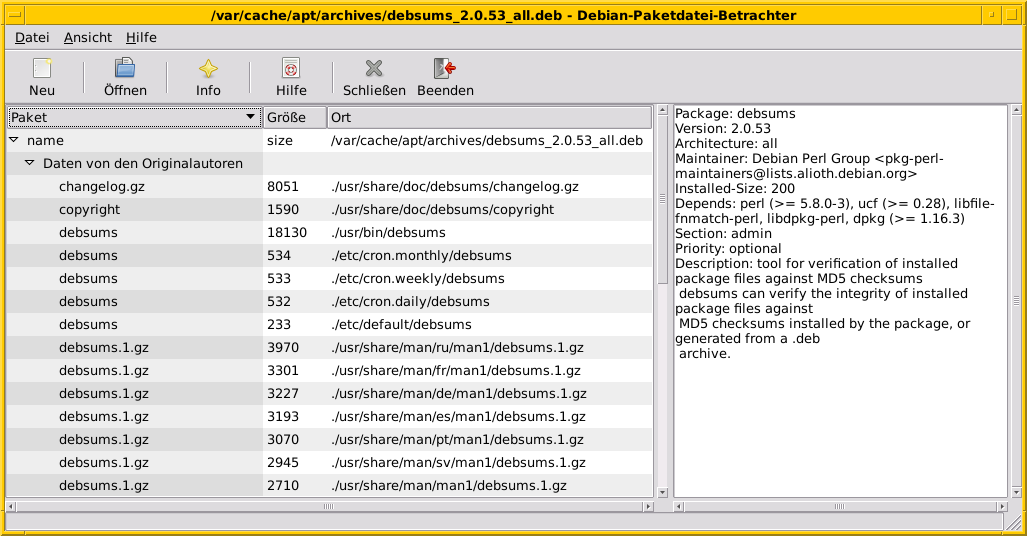 /var/cache/apt/archives/debsums_2.0.53_all.deb - Debian-Paketdatei-Betrachter
Datei Ansicht Hilfe
Neu Öffnen Info Hilfe Schließen Beenden
Paket Größe Ort
name size /var/cache/apt/archives/debsums_2.0.53_all.deb
Daten von den Originalautoren
changelog.gz 8051 ./usr/share/doc/debsums/changelog.gz
copyright 1590 ./usr/share/doc/debsums/copyright
debsums 18130 ./usr/bin/debsums
debsums 534 ./etc/cron.monthly/debsums
debsums 533 ./etc/cron.weekly/debsums
debsums 532 ./etc/cron.daily/debsums
debsums 233 ./etc/default/debsums
debsums.1.gz 3970 ./usr/share/man/ru/man1/debsums.1.gz
debsums.1.gz 3301 ./usr/share/man/fr/man1/debsums.1.gz
debsums.1.gz 3227 ./usr/share/man/de/man1/debsums.1.gz
debsums.1.gz 3193 ./usr/share/man/es/man1/debsums.1.gz
debsums.1.gz 3070 ./usr/share/man/pt/man1/debsums.1.gz
debsums.1.gz 2945 ./usr/share/man/sv/man1/debsums.1.gz
debsums.1.gz 2710 ./usr/share/man/man1/debsums.1.gz
Package: debsums
Version: 2.0.53
Architecture: all
Maintainer: Debian Perl Group <pkg-perl-
maintainers@lists.alioth.debian.org>
Installed-Size: 200
Depends: perl (>= 5.8.0-3), ucf (>= 0.28), libfile-
fnmatch-perl, libdpkg-perl, dpkg (>= 1.16.3)
Section: admin
Priority: optional
Description: tool for verification of installed
package files against MD5 checksums
debsums can verify the integrity of installed
package files against
MD5 checksums installed by the package, or
generated from a .deb
archive.